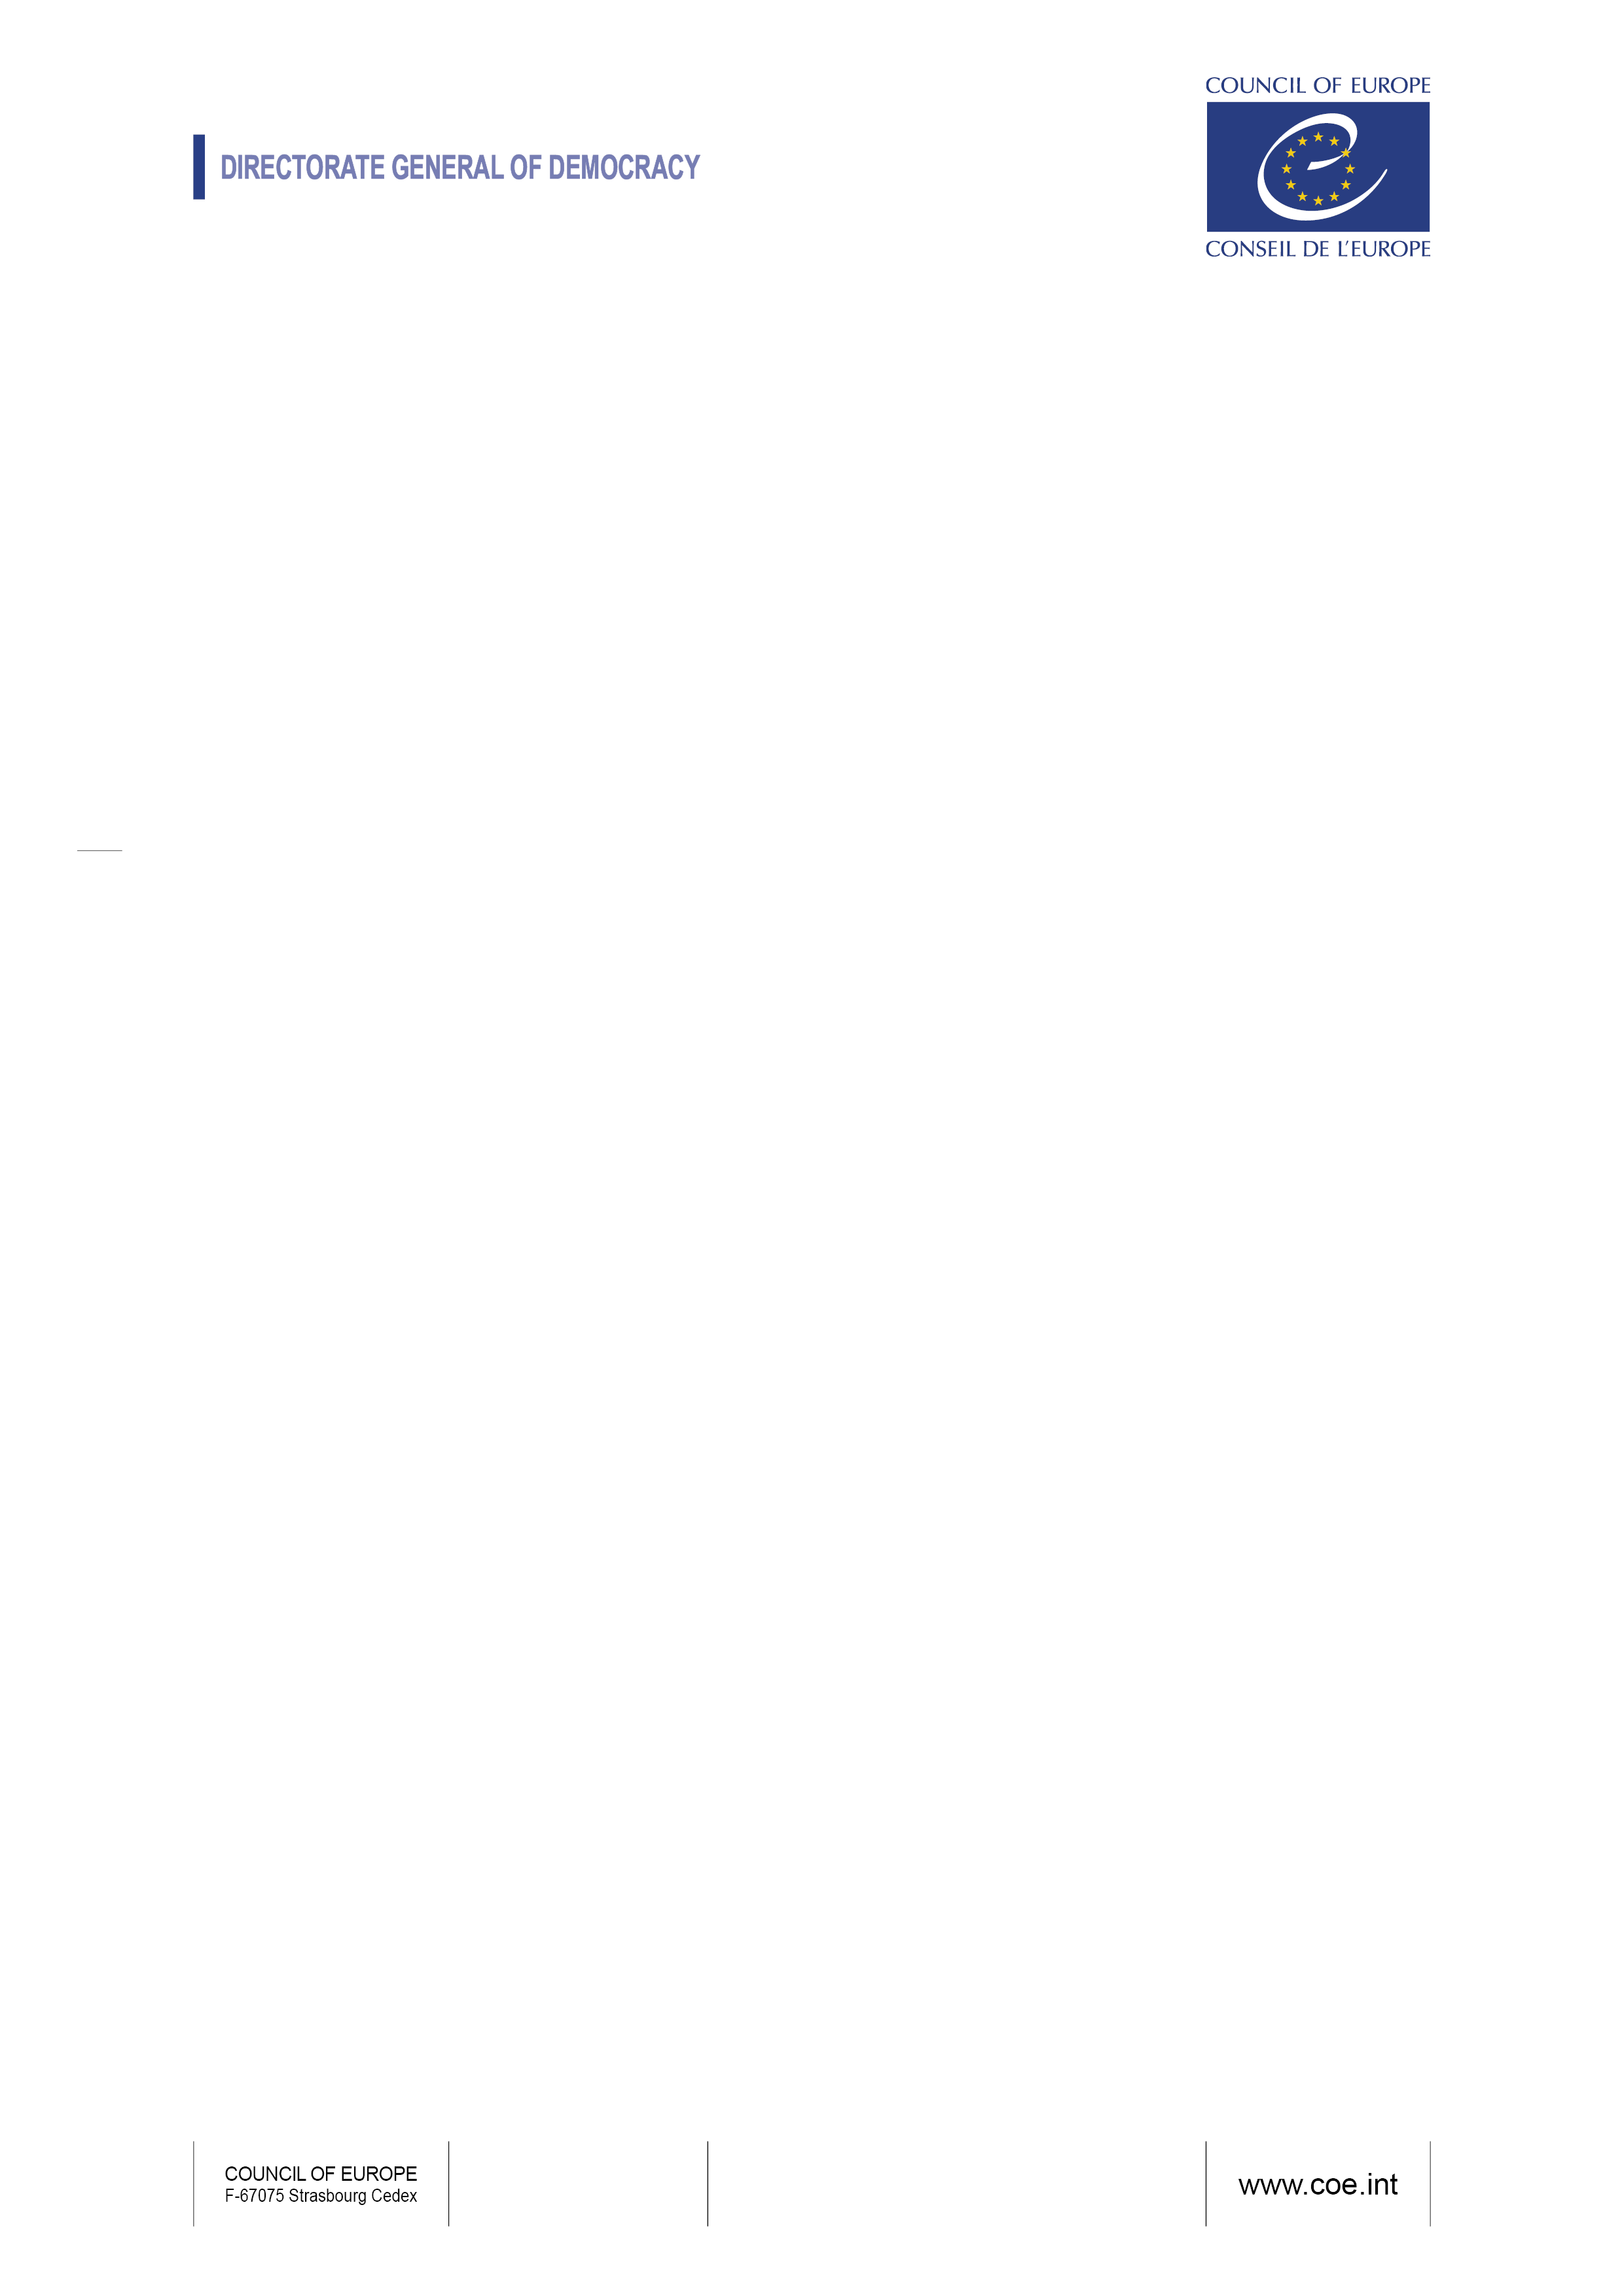 COUNCIL OF EUROPE
DIRECTORATE GENERAL OF DEMOCRACY
CONSEIL DE L'EUROPE
COUNCIL OF EUROPE
F-67075 Strasbourg Cedex
www.coe.int